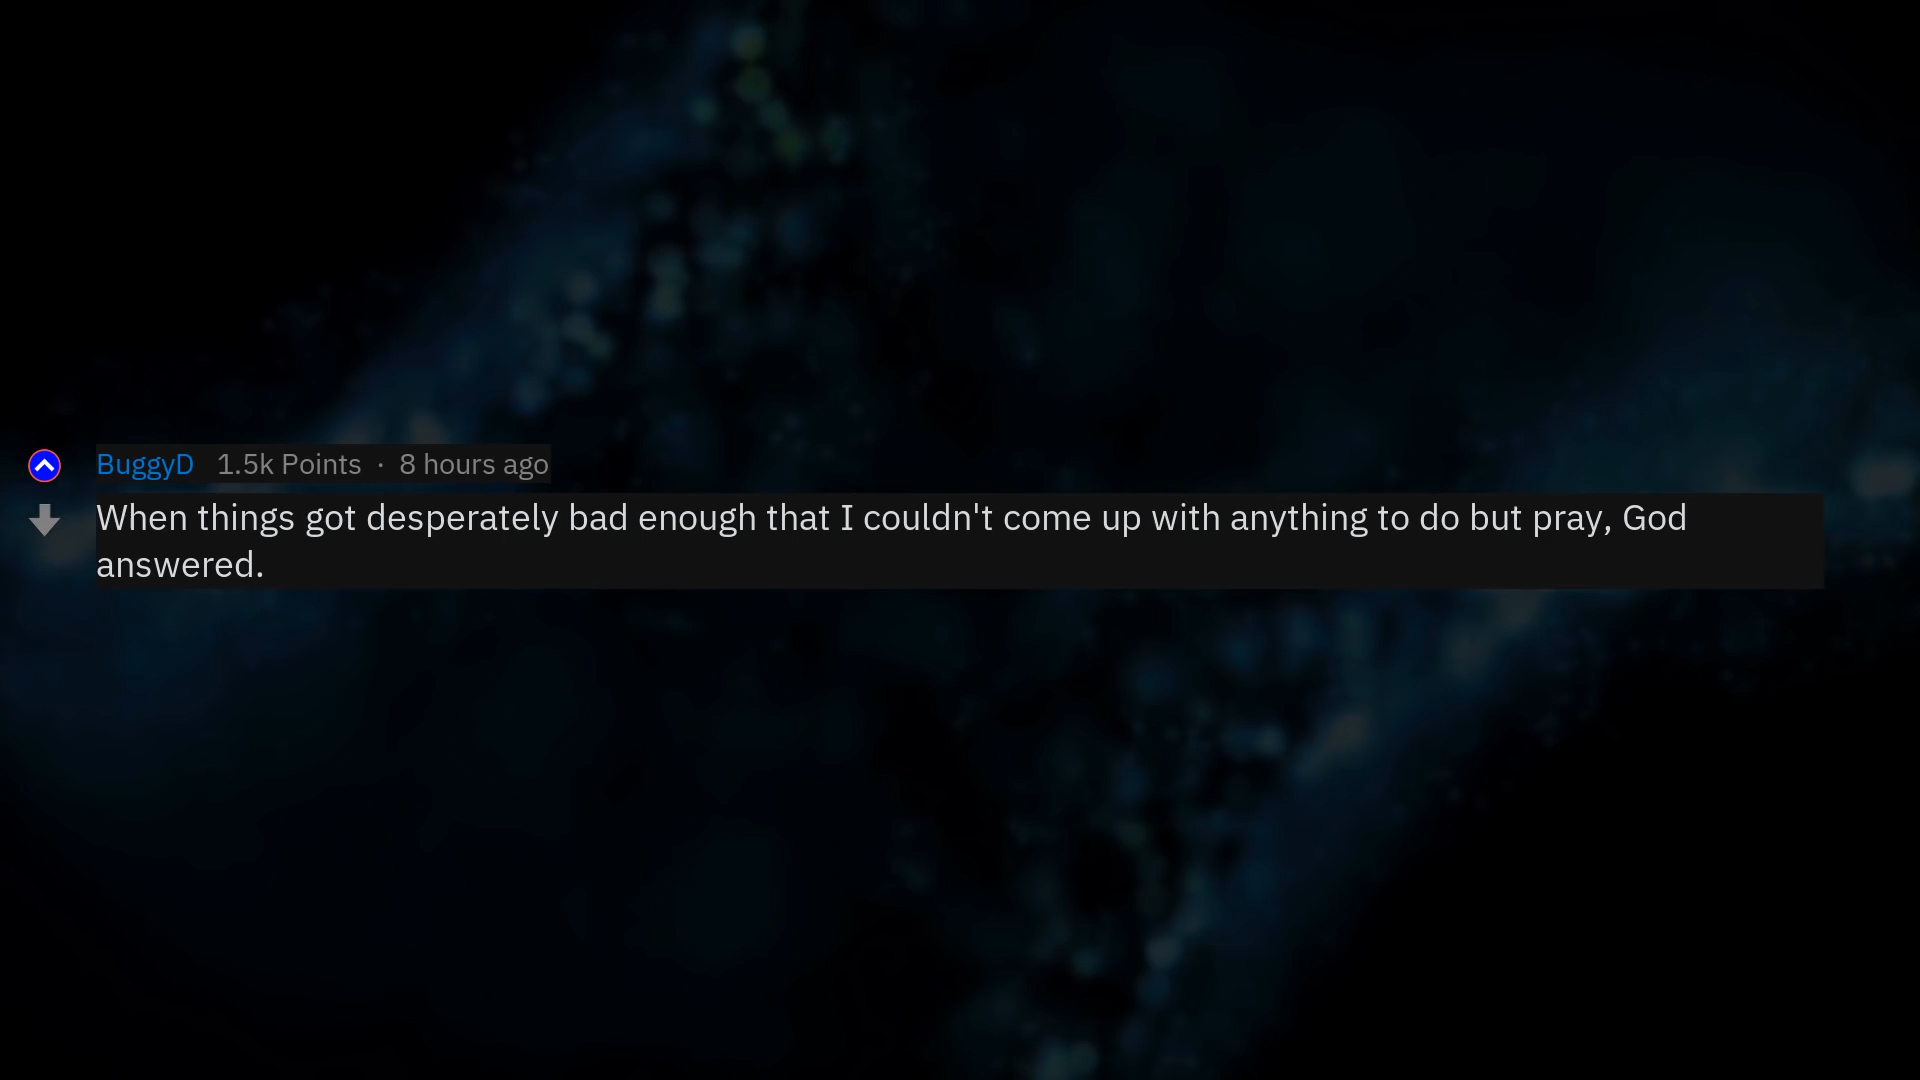 BuggyD 1.5k Points · 8 hours ago
When things got desperately bad enough that I couldn't come up with anything to do but pray, God
answered.